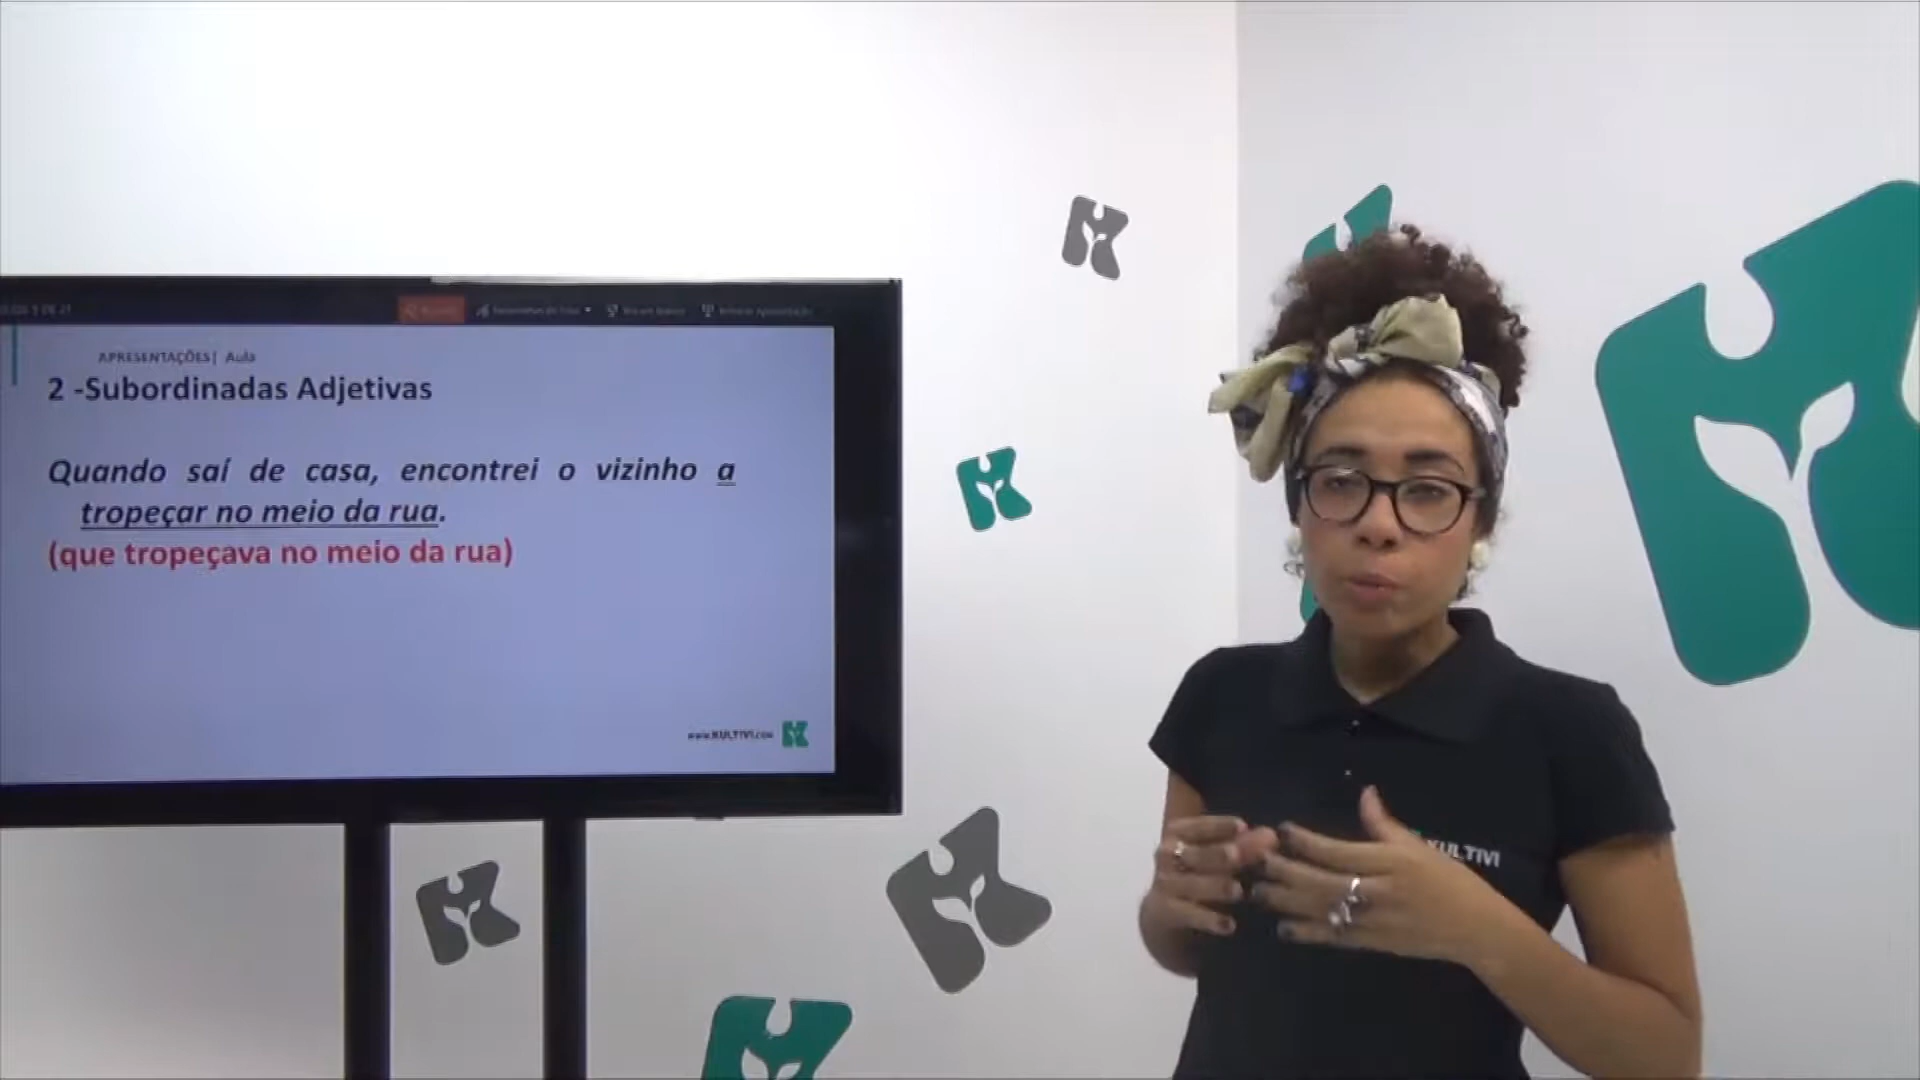 APRESENTAÇÕES| Aula
2 -Subordinadas Adjetivas
Quando saí de casa, encontrei o vizinho a
tropeçar no meio da rua.
(que tropeçava no meio da rua)
www.KULTIVI.com
KULTIVI